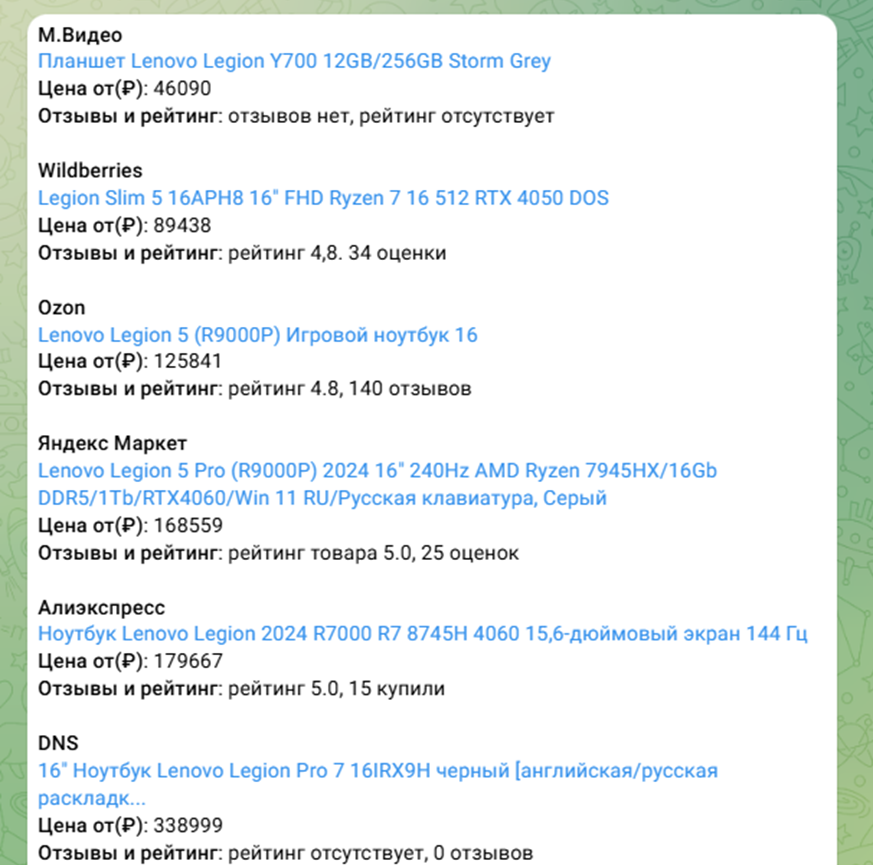 М.Видео
Планшет Lenovo Legion Y700 12GB/256GB Storm Grey
Цена от(₽): 46090
Отзывы и рейтинг: отзывов нет, рейтинг отсутствует
Wildberries
Legion Slim 5 16APH8 16" FHD Ryzen 7 16 512 RTX 4050 DOS
Цена от(₽): 89438
Отзывы и рейтинг: рейтинг 4,8. 34 оценки
Ozon
Lenovo Legion 5 (R9000P) Игровой ноутбук 16
Цена от(₽): 125841
Отзывы и рейтинг: рейтинг 4.8, 140 отзывов
Яндекс Маркет
Lenovo Legion 5 Pro (R9000P) 2024 16" 240Hz AMD Ryzen 7945HX/16Gb
DDR5/1Tb/RTX4060/Win 11 RU/Русская клавиатура, Серый
Цена от(₽): 168559
Отзывы и рейтинг: рейтинг товара 5.0, 25 оценок
Алиэкспресс
Ноутбук Lenovo Legion 2024 R7000 R7 8745H 4060 15,6-дюймовый экран 144 Гц
Цена от(₽): 179667
Отзывы и рейтинг: рейтинг 5.0, 15 купили
DNS
16" Ноутбук Lenovo Legion Pro 7 16IRX9H черный [английская/русская
раскладк...
Цена от(₽): 338999
Отзывы и рейтинг: рейтинг отсутствует, 0 отзывов